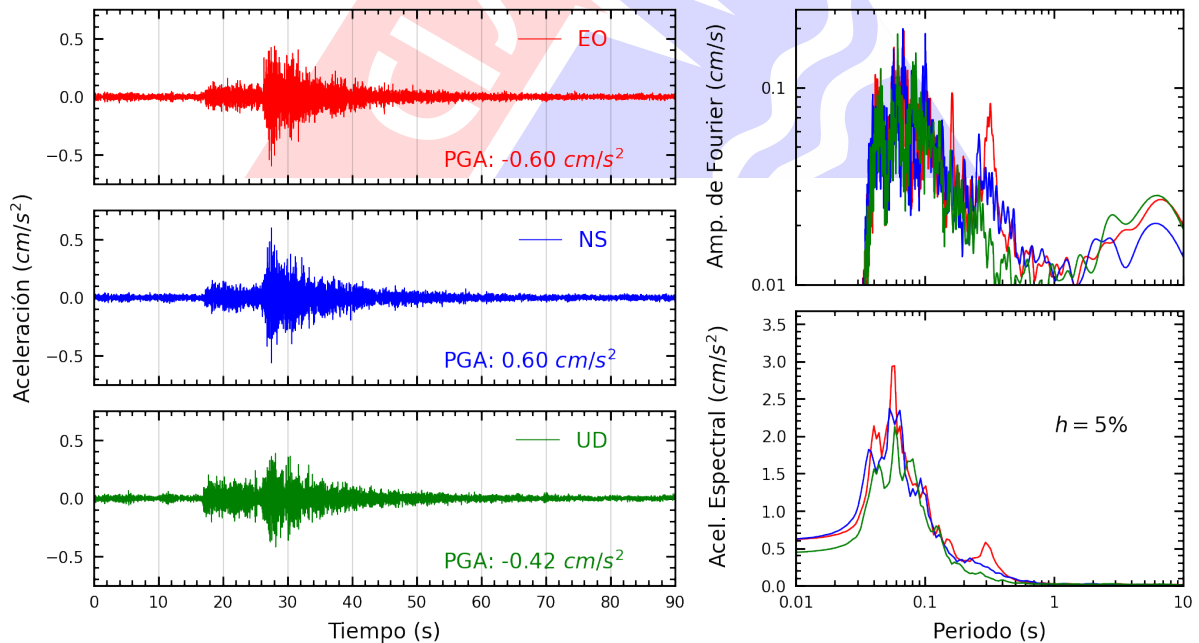 Aceleración (cm/s²)
0.5
0.0
−0.5
EO
PGA: -0.60 cm/s²
0.5
0.0
−0.5
NS
PGA: 0.60 cm/s²
0.5
0.0
−0.5
UD
PGA: -0.42 cm/s²
0 10 20 30 40 50 60 70 80 90
Tiempo (s)
Amp. de Fourier (cm/s)
0.1
0.01
0.1 1 10
Acel. Espectral (cm/s²)
3.5
3.0
2.5
2.0
1.5
1.0
0.5
0.0
h = 5%
0.01 0.1 1 10
Periodo (s)